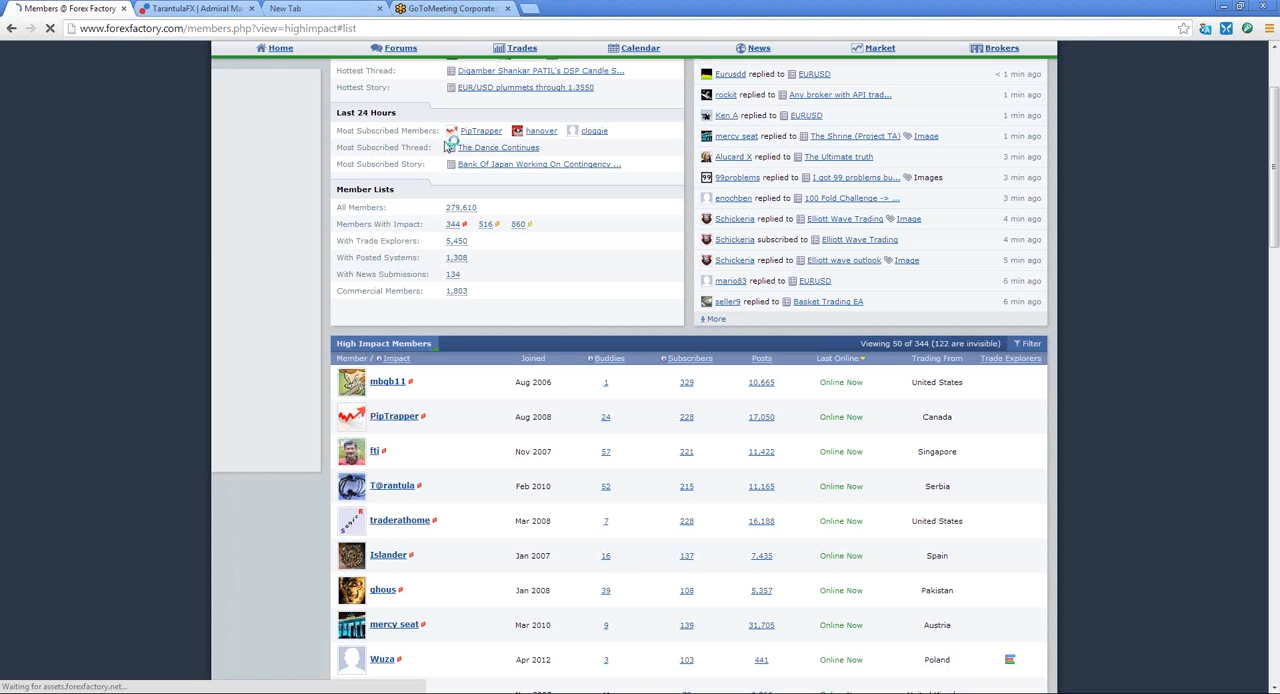 Members @ Forex Factory
TarantulaFX | Admiral Ma
New Tab
GoToMeeting Corporate
www.forexfactory.com/members.php?view=highimpact#list
Home Forums Trades Calendar News Market Brokers
Hottest Thread: Digamber Shankar PATIL's DSP Candle S...
Hottest Story: EUR/USD plummets through 1.3550
Last 24 Hours
Most Subscribed Members: PipTrapper hanover cloggie
Most Subscribed Thread: The Dance Continues
Most Subscribed Story: Bank Of Japan Working On Contingency ...
Member Lists
All Members: 279,610
Members With Impact: 344 516 860
With Trade Explorers: 5,450
With Posted Systems: 1,308
With News Submissions: 134
Commercial Members: 1,803
Eurusdd replied to EURUSD < 1 min ago
rockit replied to Any broker with API trad... 1 min ago
Ken A replied to EURUSD 1 min ago
mercy seat replied to The Shrine (Project TA) Image 1 min ago
Alucard X replied to The Ultimate truth 3 min ago
99problems replied to I got 99 problems bu... Images 3 min ago
enochben replied to 100 Fold Challenge -> ... 3 min ago
Schickeria replied to Elliott Wave Trading Image 4 min ago
Schickeria subscribed to Elliott Wave Trading 4 min ago
Schickeria replied to Elliott wave outlook Image 5 min ago
mario83 replied to EURUSD 6 min ago
seller9 replied to Basket Trading EA 6 min ago
More
High Impact Members Viewing 50 of 344 (122 are invisible) Filter
Member / Impact Joined Buddies Subscribers Posts Last Online Trading From Trade Explorers
mbqb11 Aug 2006 1 329 10,665 Online Now United States
PipTrapper Aug 2008 24 228 17,050 Online Now Canada
fti Nov 2007 57 221 11,422 Online Now Singapore
T@rantula Feb 2010 52 215 11,165 Online Now Serbia
traderathome Mar 2008 7 228 16,188 Online Now United States
Islander Jan 2007 16 137 7,435 Online Now Spain
ghous Jan 2008 39 108 5,357 Online Now Pakistan
mercy seat Mar 2010 9 139 31,705 Online Now Austria
Wuza Apr 2012 3 103 441 Online Now Poland
Waiting for assets.forexfactory.net...